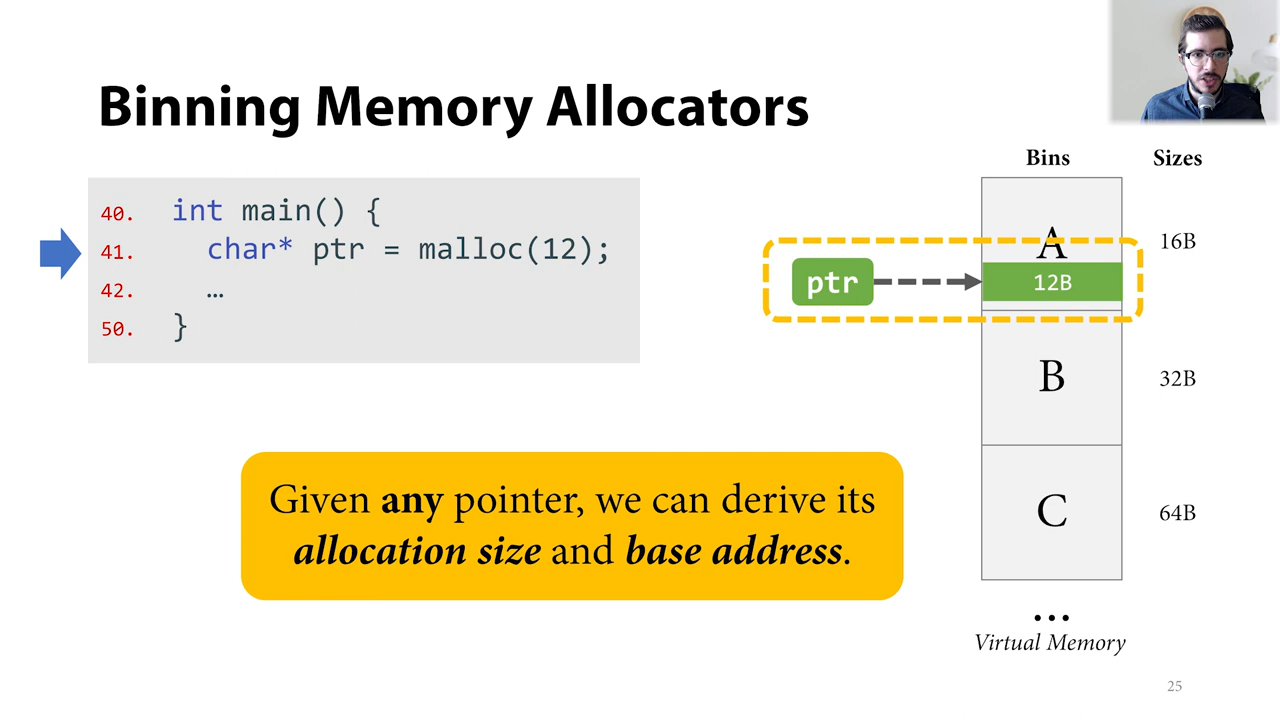 Binning Memory Allocators
40. int main() {
41. char* ptr = malloc(12);
42. …
50. }
Bins Sizes
A 16B
ptr 12B
B 32B
C 64B
Given any pointer, we can derive its
allocation size and base address.
...
Virtual Memory
25